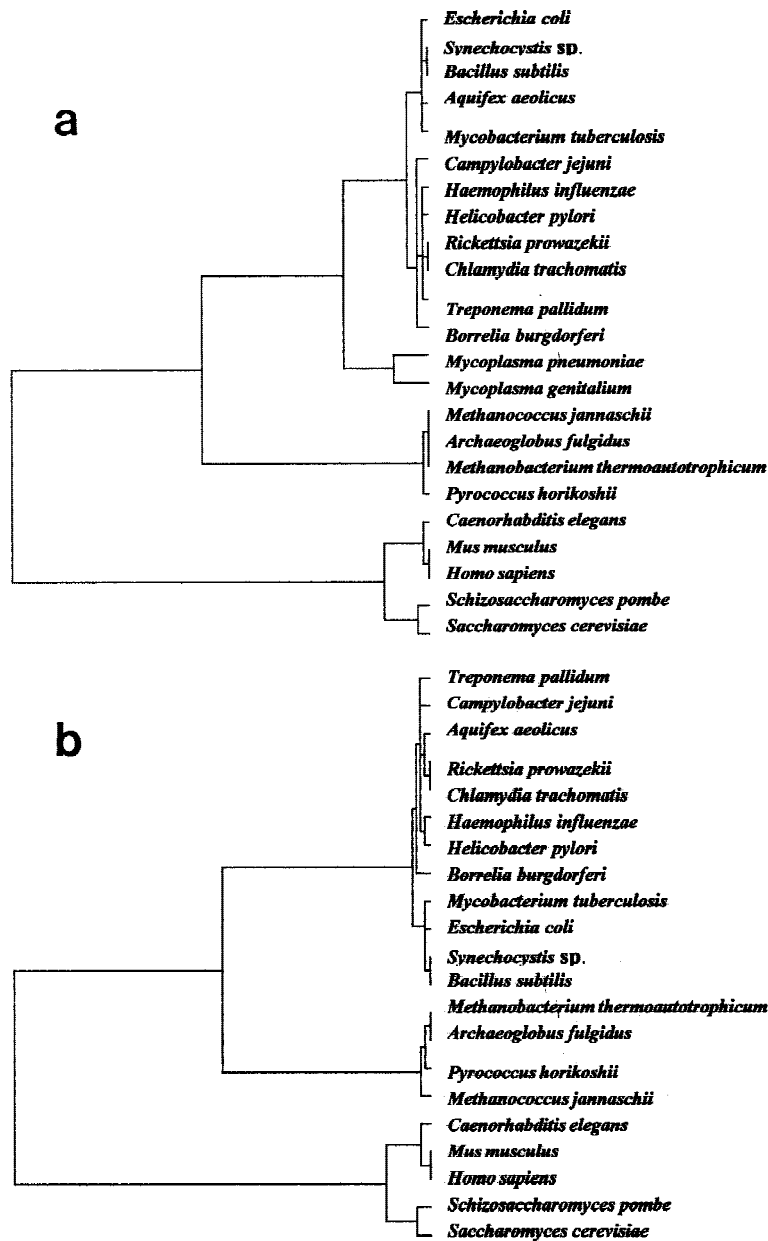 Escherichia coli
Synechocystis sp.
Bacillus subtilis
Aquifex aeolicus
a
Mycobacterium tuberculosis
Campylobacter jejuni
Haemophilus influenzae
Helicobacter pylori
Rickettsia prowazekii
Chlamydia trachomatis
Treponema pallidum
Borrelia burgdorferi
Mycoplasma pneumoniae
Mycoplasma genitalium
Methanococcus jannaschii
Archaeoglobus fulgidus
Methanobacterium thermoautotrophicum
Pyrococcus horikoshii
Caenorhabditis elegans
Mus musculus
Homo sapiens
Schizosaccharomyces pombe
Saccharomyces cerevisiae
Treponema pallidum
Campylobacter jejuni
Aquifex aeolicus
b
Rickettsia prowazekii
Chlamydia trachomatis
Haemophilus influenzae
Helicobacter pylori
Borrelia burgdorferi
Mycobacterium tuberculosis
Escherichia coli
Synechocystis sp.
Bacillus subtilis
Methanobacterium thermoautotrophicum
Archaeoglobus fulgidus
Pyrococcus horikoshii
Methanococcus jannaschii
Caenorhabditis elegans
Mus musculus
Homo sapiens
Schizosaccharomyces pombe
Saccharomyces cerevisiae